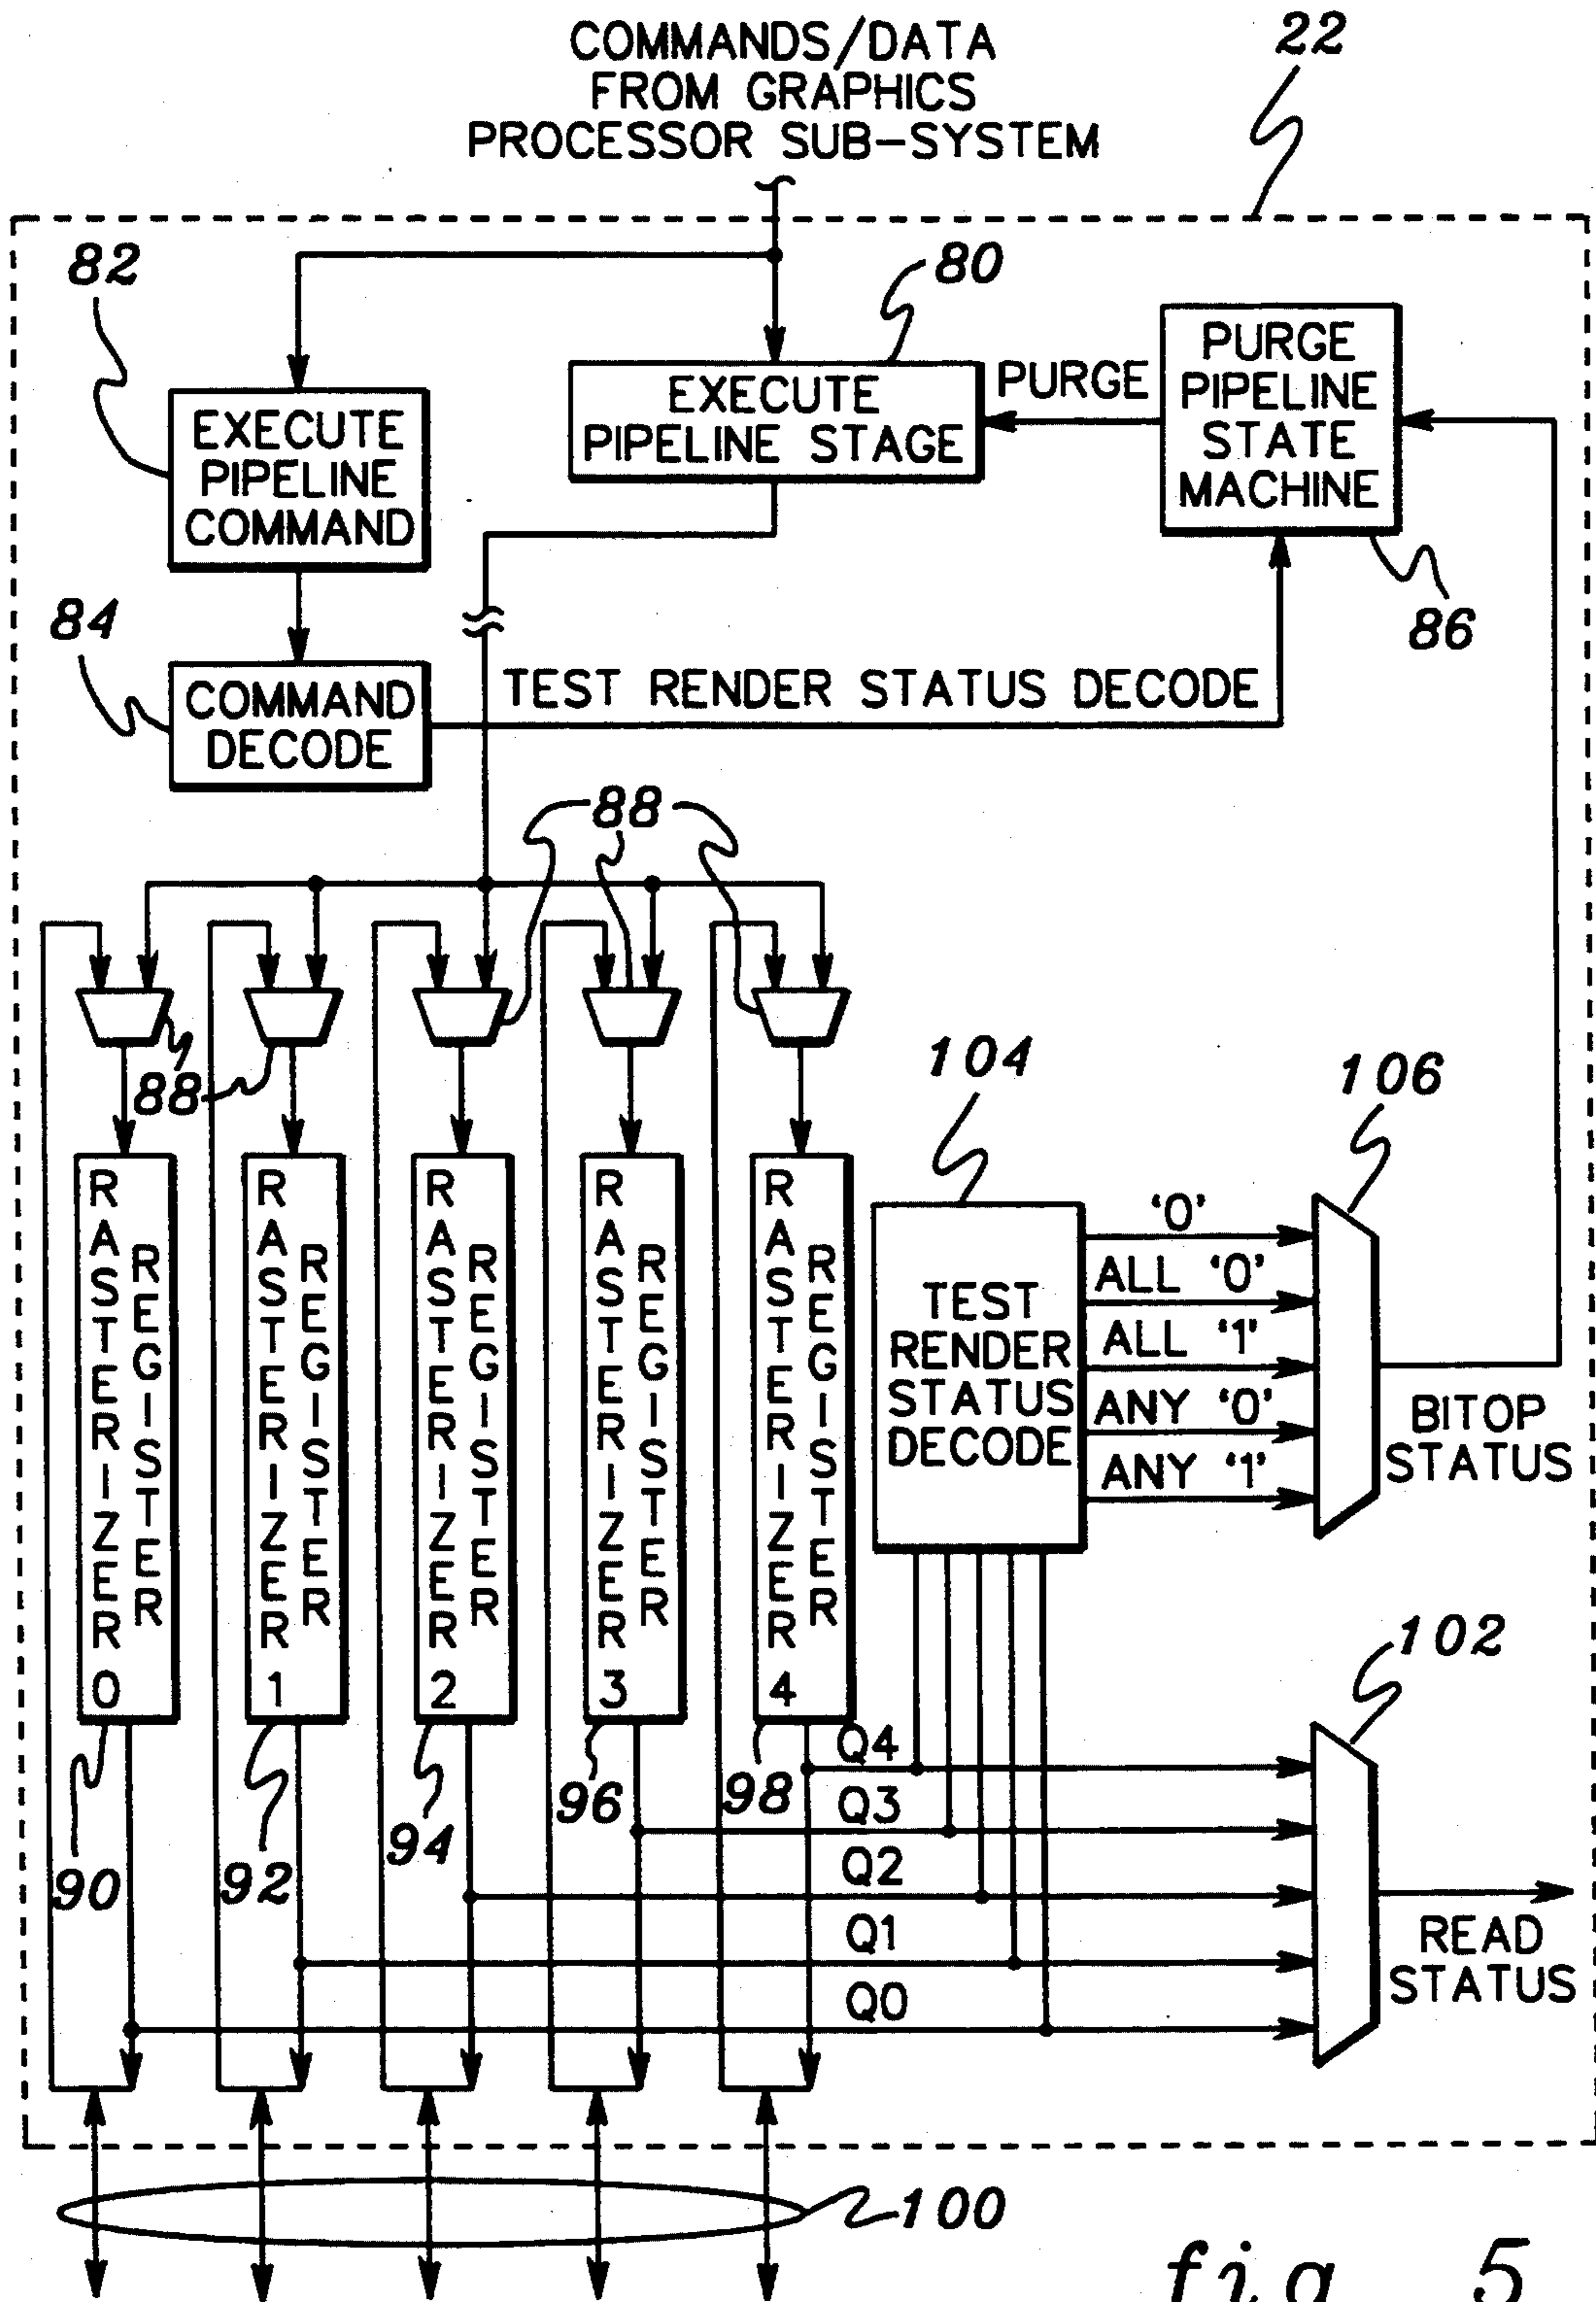 COMMANDS/DATA
FROM GRAPHICS
PROCESSOR SUB-SYSTEM
22
82
80
EXECUTE
PIPELINE
COMMAND
EXECUTE
PIPELINE STAGE
PURGE
PURGE
PIPELINE
STATE
MACHINE
86
84
COMMAND
DECODE
TEST RENDER STATUS DECODE
88
88
RASTERIZER 0
REGISTER
RASTERIZER 1
REGISTER
RASTERIZER 2
REGISTER
RASTERIZER 3
REGISTER
RASTERIZER 4
REGISTER
104
TEST
RENDER
STATUS
DECODE
'0'
ALL '0'
ALL '1'
ANY '0'
ANY '1'
106
BITOP
STATUS
102
90
92
94
96
98
Q4
Q3
Q2
Q1
Q0
READ
STATUS
100
fig. 5